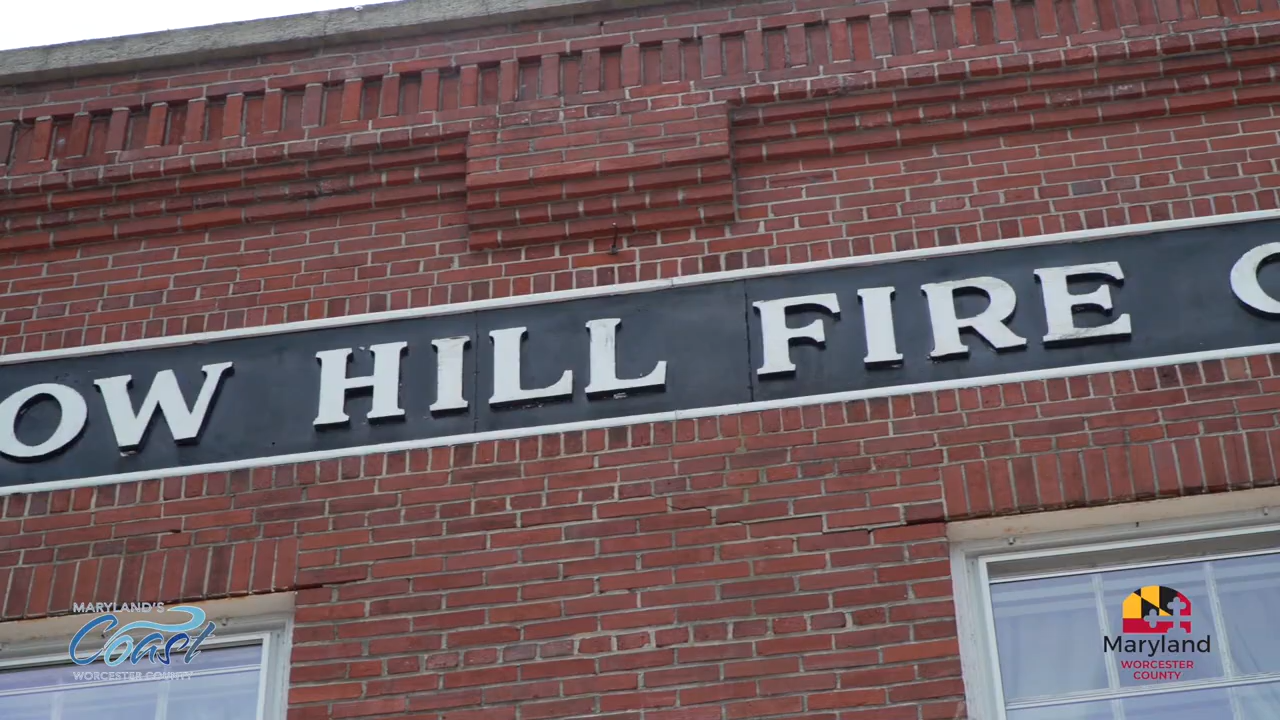 OW HILL FIRE C
MARYLAND'S
Coast
WORCESTER COUNTY
Maryland
WORCESTER
COUNTY